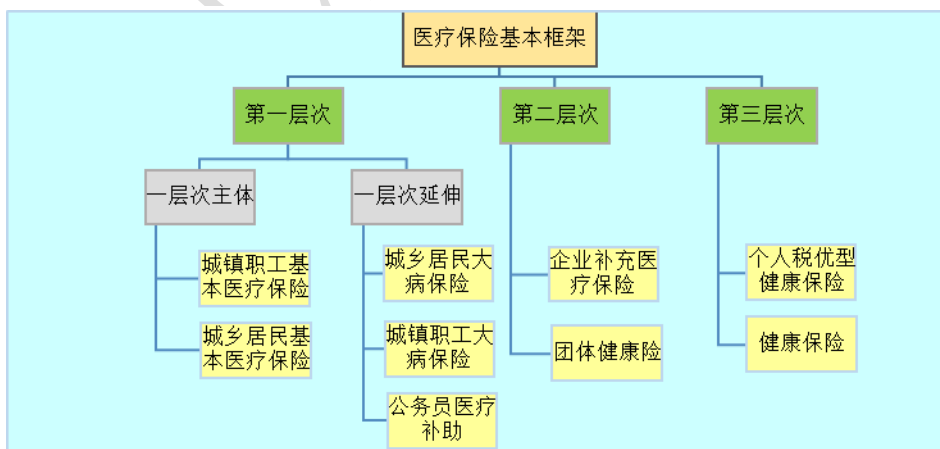 医疗保险基本框架
第一层次
第二层次
第三层次
一层次主体
一层次延伸
城镇职工基
本医疗保险
城乡居民基
本医疗保险
城乡居民大
病保险
城镇职工大
病保险
公务员医疗
补助
企业补充医
疗保险
团体健康险
个人税优型
健康保险
健康保险